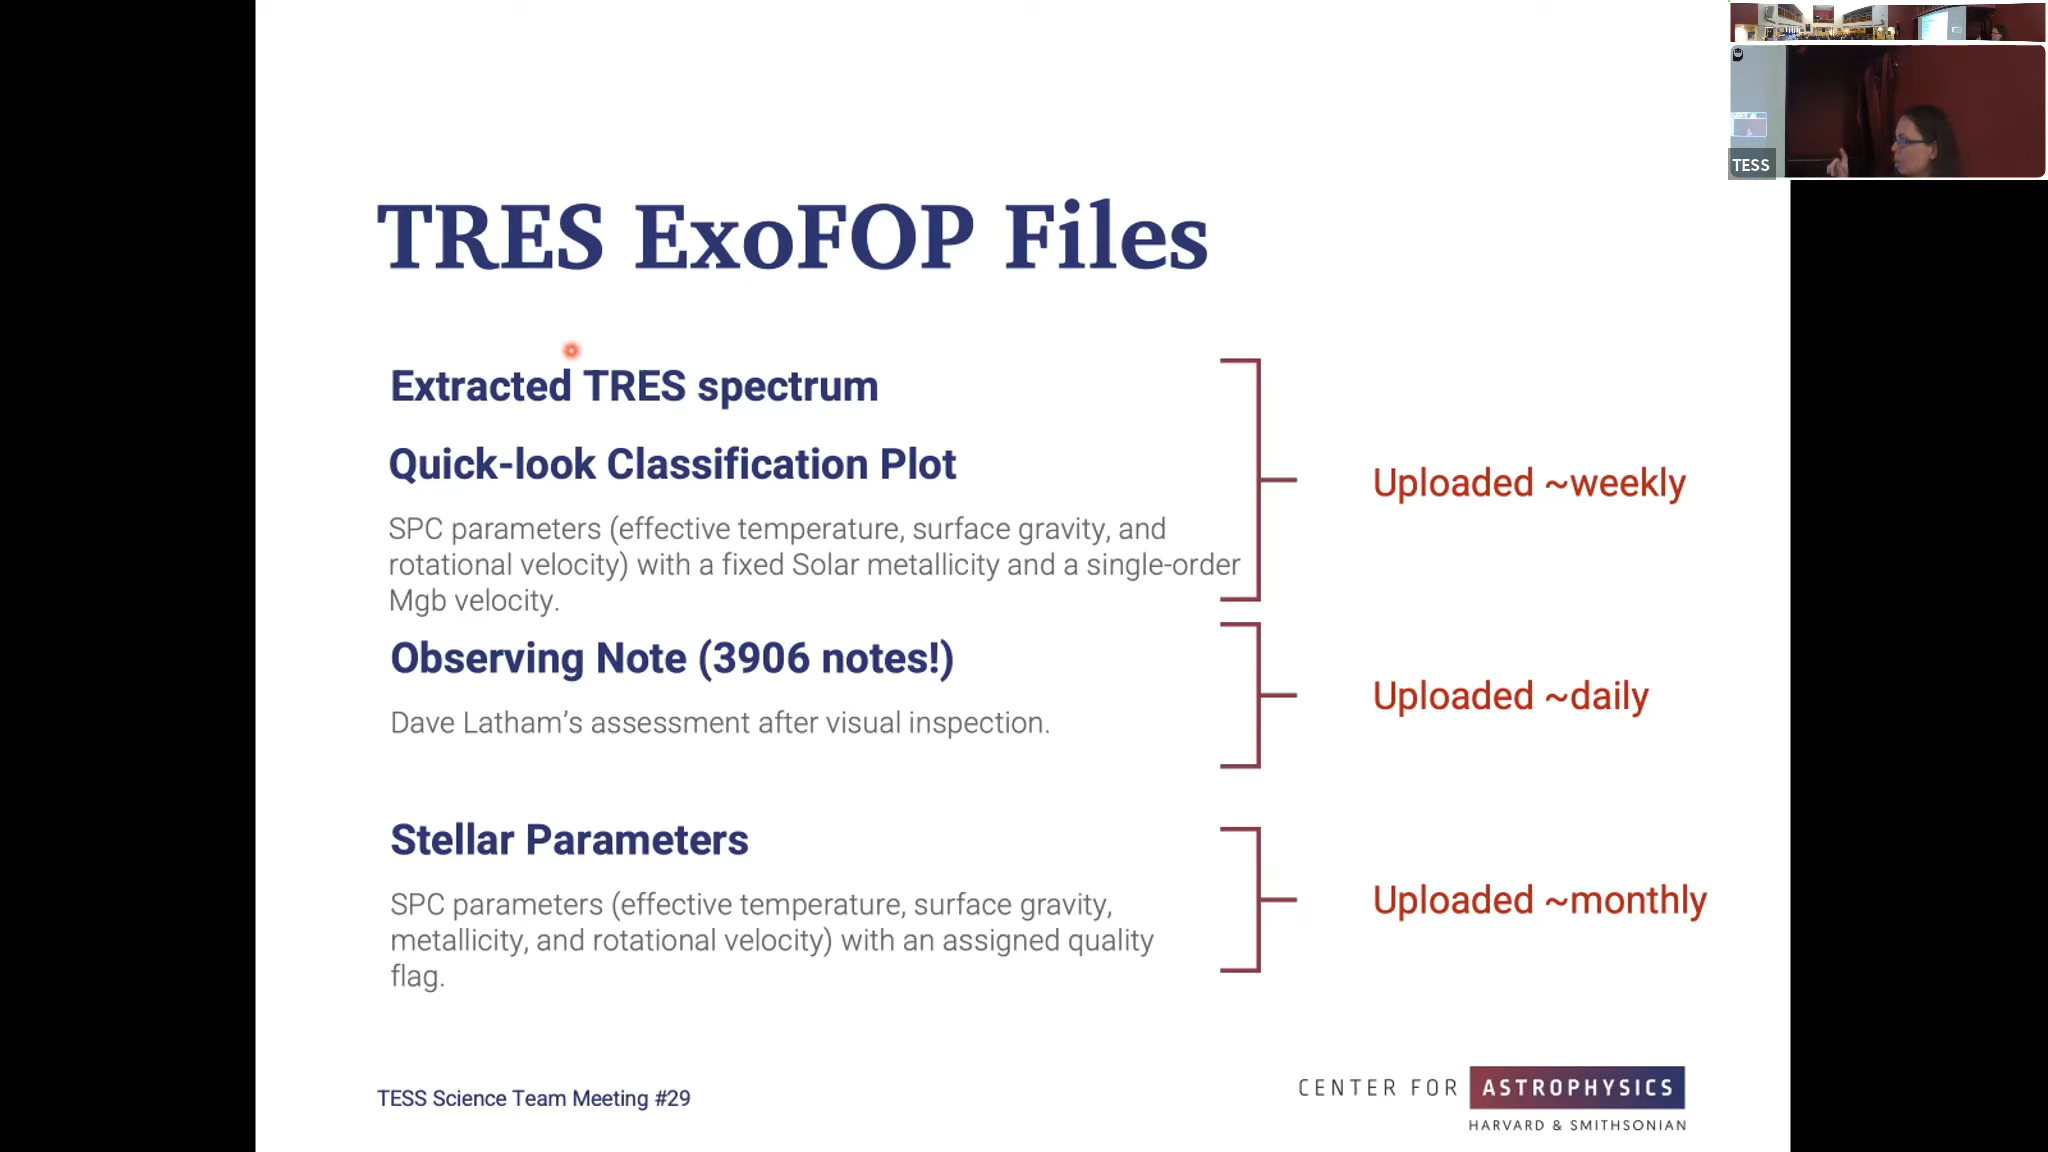 TESS
TRES ExoFOP Files
Extracted TRES spectrum
Quick-look Classification Plot
SPC parameters (effective temperature, surface gravity, and
rotational velocity) with a fixed Solar metallicity and a single-order
Mgb velocity.
Uploaded ~weekly
Observing Note (3906 notes!)
Dave Latham’s assessment after visual inspection.
Uploaded ~daily
Stellar Parameters
SPC parameters (effective temperature, surface gravity,
metallicity, and rotational velocity) with an assigned quality
flag.
Uploaded ~monthly
TESS Science Team Meeting #29
CENTER FOR ASTROPHYSICS
HARVARD & SMITHSONIAN